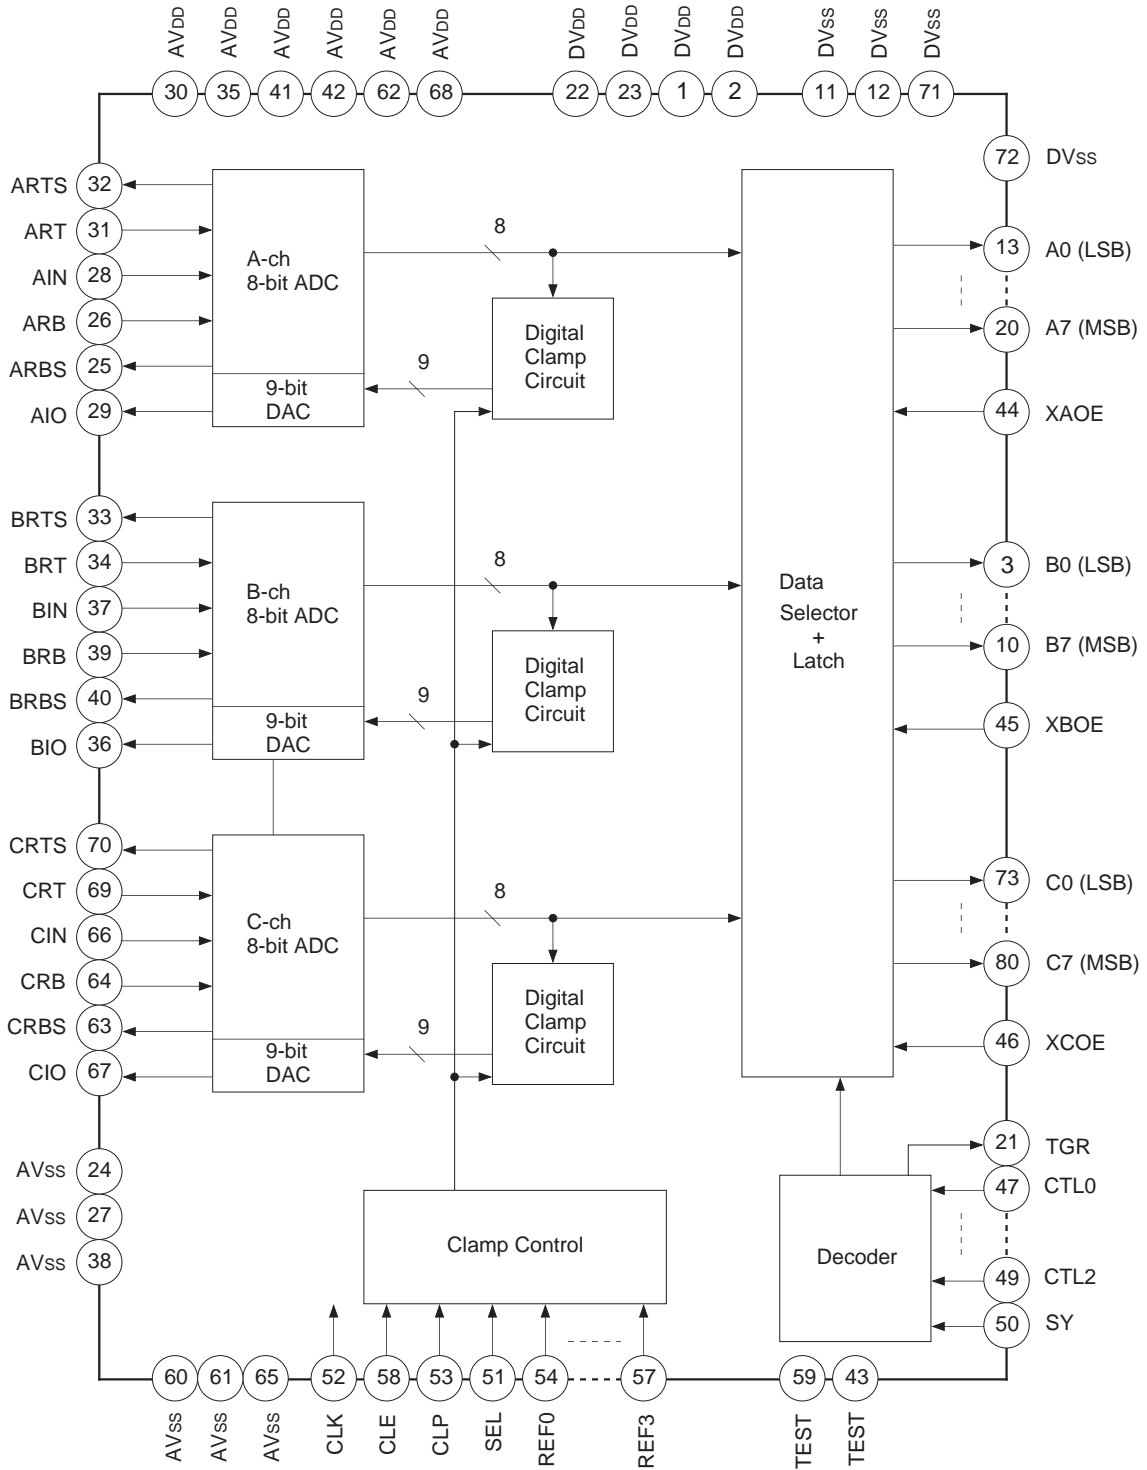 AVDD AVDD AVDD AVDD AVDD AVDD DVDD DVDD DVDD DVDD DVSS DVSS DVSS
30 35 41 42 62 68 22 23 1 2 11 12 71
72 DVSS
ARTS 32
ART 31
AIN 28
ARB 26
ARBS 25
AIO 29
A-ch
8-bit ADC
9-bit
DAC
8
9
Digital
Clamp
Circuit
13 A0 (LSB)
20 A7 (MSB)
44 XAOE
BRTS 33
BRT 34
BIN 37
BRB 39
BRBS 40
BIO 36
B-ch
8-bit ADC
9-bit
DAC
8
9
Digital
Clamp
Circuit
Data
Selector
+
Latch
3 B0 (LSB)
10 B7 (MSB)
45 XBOE
CRTS 70
CRT 69
CIN 66
CRB 64
CRBS 63
CIO 67
C-ch
8-bit ADC
9-bit
DAC
8
9
Digital
Clamp
Circuit
73 C0 (LSB)
80 C7 (MSB)
46 XCOE
AVSS 24
AVSS 27
AVSS 38
Clamp Control
Decoder
21 TGR
47 CTL0
49 CTL2
50 SY
60 61 65 52 58 53 51 54 57 59 43
AVSS AVSS AVSS CLK CLE CLP SEL REF0 REF3 TEST TEST